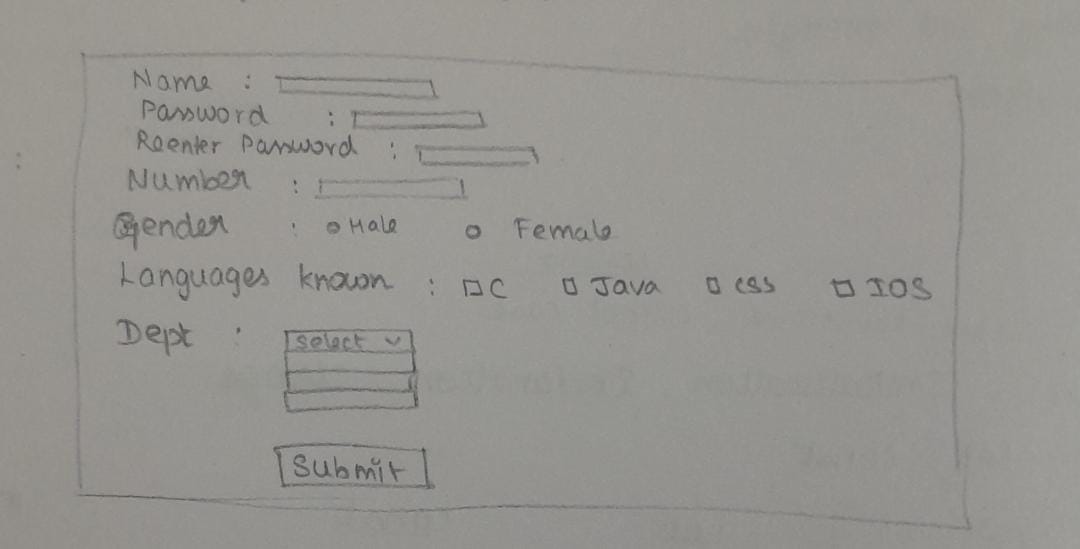 Name :
Password :
Reenter Password :
Number :
Gender : Male Female
Languages known : C Java CSS IOS
Dept :
select
Submit